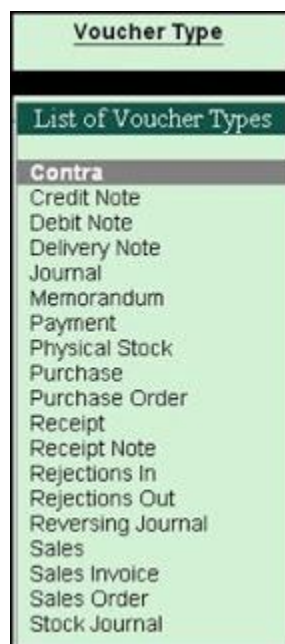 Voucher Type
List of Voucher Types
Contra
Credit Note
Debit Note
Delivery Note
Journal
Memorandum
Payment
Physical Stock
Purchase
Purchase Order
Receipt
Receipt Note
Rejections In
Rejections Out
Reversing Journal
Sales
Sales Invoice
Sales Order
Stock Journal